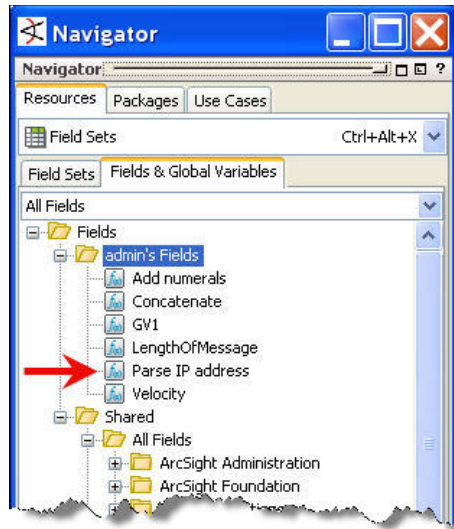 Navigator
Navigator ?
Resources Packages Use Cases
Field Sets Ctrl+Alt+X
Field Sets Fields & Global Variables
All Fields
Fields
admin's Fields
Add numerals
Concatenate
GV1
LengthOfMessage
Parse IP address
Velocity
Shared
All Fields
ArcSight Administration
ArcSight Foundation